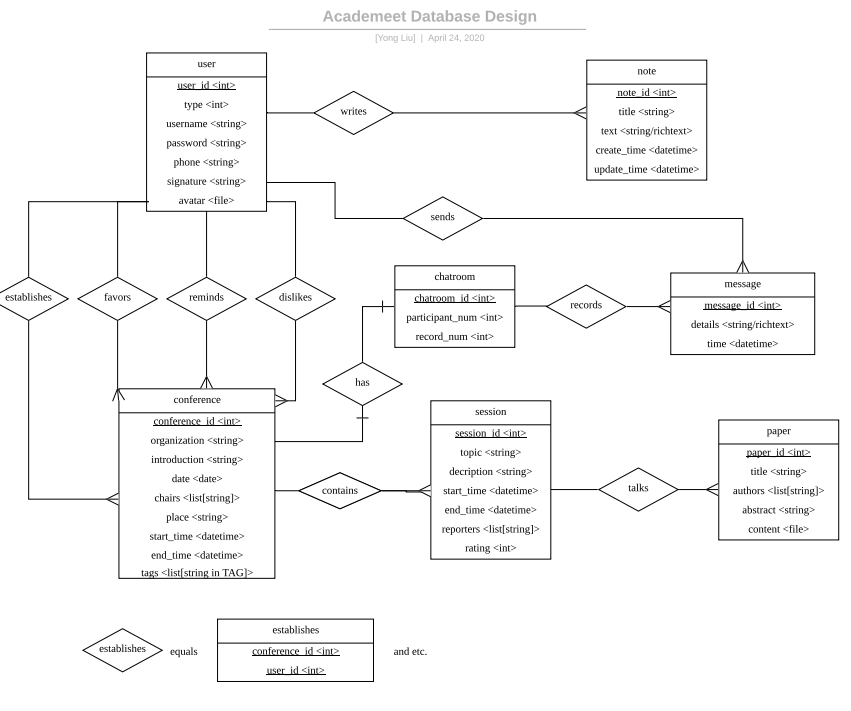 Academeet Database Design
[Yong Liu] | April 24, 2020
user
user_id <int>
type <int>
username <string>
password <string>
phone <string>
signature <string>
avatar <file>
writes
note
note_id <int>
title <string>
text <string/richtext>
create_time <datetime>
update_time <datetime>
sends
establishes
favors
reminds
dislikes
chatroom
chatroom_id <int>
participant_num <int>
record_num <int>
records
message
message_id <int>
details <string/richtext>
time <datetime>
has
conference
conference_id <int>
organization <string>
introduction <string>
date <date>
chairs <list[string]>
place <string>
start_time <datetime>
end_time <datetime>
tags <list[string in TAG]>
contains
session
session_id <int>
topic <string>
decription <string>
start_time <datetime>
end_time <datetime>
reporters <list[string]>
rating <int>
talks
paper
paper_id <int>
title <string>
authors <list[string]>
abstract <string>
content <file>
establishes
equals
establishes
conference_id <int>
user_id <int>
and etc.